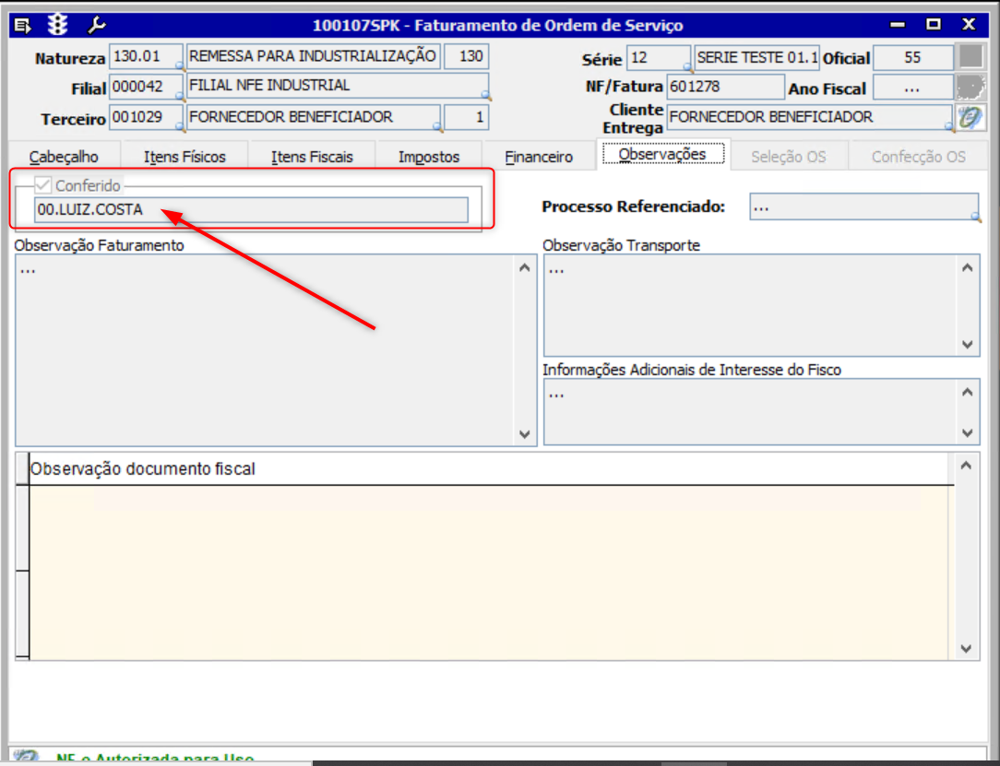 100107SPK - Faturamento de Ordem de Serviço
Natureza 130.01 REMESSA PARA INDUSTRIALIZAÇÃO 130 Série 12 SERIE TESTE 01.1 Oficial 55
Filial 000042 FILIAL NFE INDUSTRIAL NF/Fatura 601278 Ano Fiscal ...
Terceiro 001029 FORNECEDOR BENEFICIADOR 1 Cliente Entrega FORNECEDOR BENEFICIADOR
Cabeçalho Itens Físicos Itens Fiscais Impostos Financeiro Observações Seleção OS Confecção OS
Conferido
00.LUIZ.COSTA
Processo Referenciado: ...
Observação Faturamento
...
Observação Transporte
...
Informações Adicionais de Interesse do Fisco
...
Observação documento fiscal
NF-e Autorizada para Uso